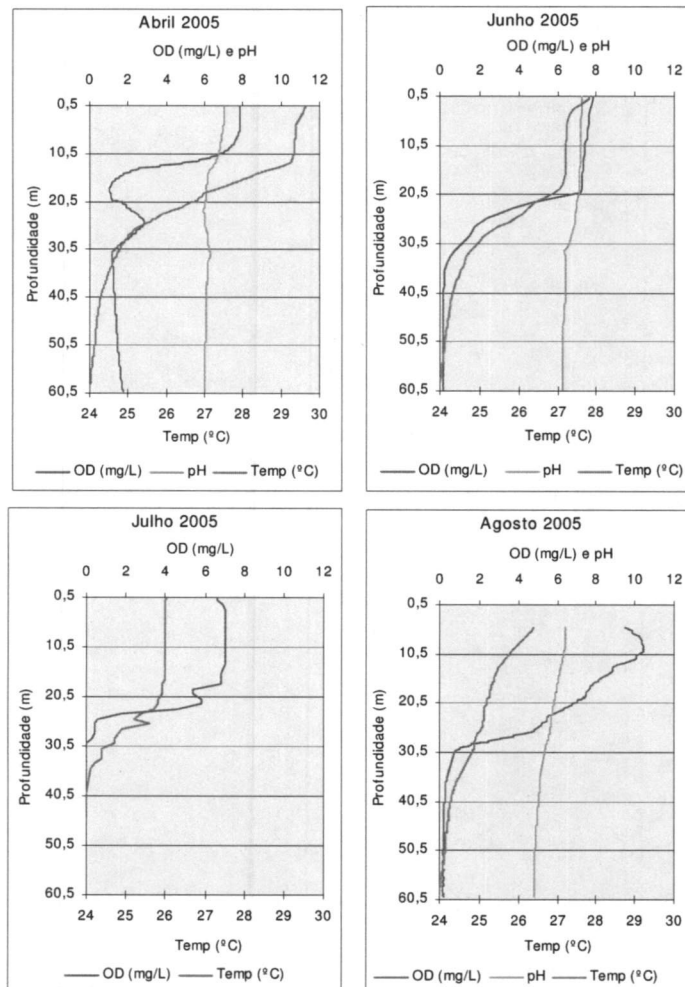 Abril 2005
OD (mg/L) e pH
0 2 4 6 8 10 12
0,5
10,5
20,5
30,5
40,5
50,5
60,5
Profundidade (m)
24 25 26 27 28 29 30
Temp (ºC)
OD (mg/L) pH Temp (ºC)
Junho 2005
OD (mg/L) e pH
0 2 4 6 8 10 12
0,5
10,5
20,5
30,5
40,5
50,5
60,5
Profundidade (m)
24 25 26 27 28 29 30
Temp (ºC)
OD (mg/L) pH Temp (ºC)
Julho 2005
OD (mg/L)
0 2 4 6 8 10 12
0,5
10,5
20,5
30,5
40,5
50,5
60,5
Profundidade (m)
24 25 26 27 28 29 30
Temp (ºC)
OD (mg/L) Temp (ºC)
Agosto 2005
OD (mg/L) e pH
0 2 4 6 8 10 12
0,5
10,5
20,5
30,5
40,5
50,5
60,5
Profundidade (m)
24 25 26 27 28 29 30
Temp (ºC)
OD (mg/L) pH Temp (ºC)